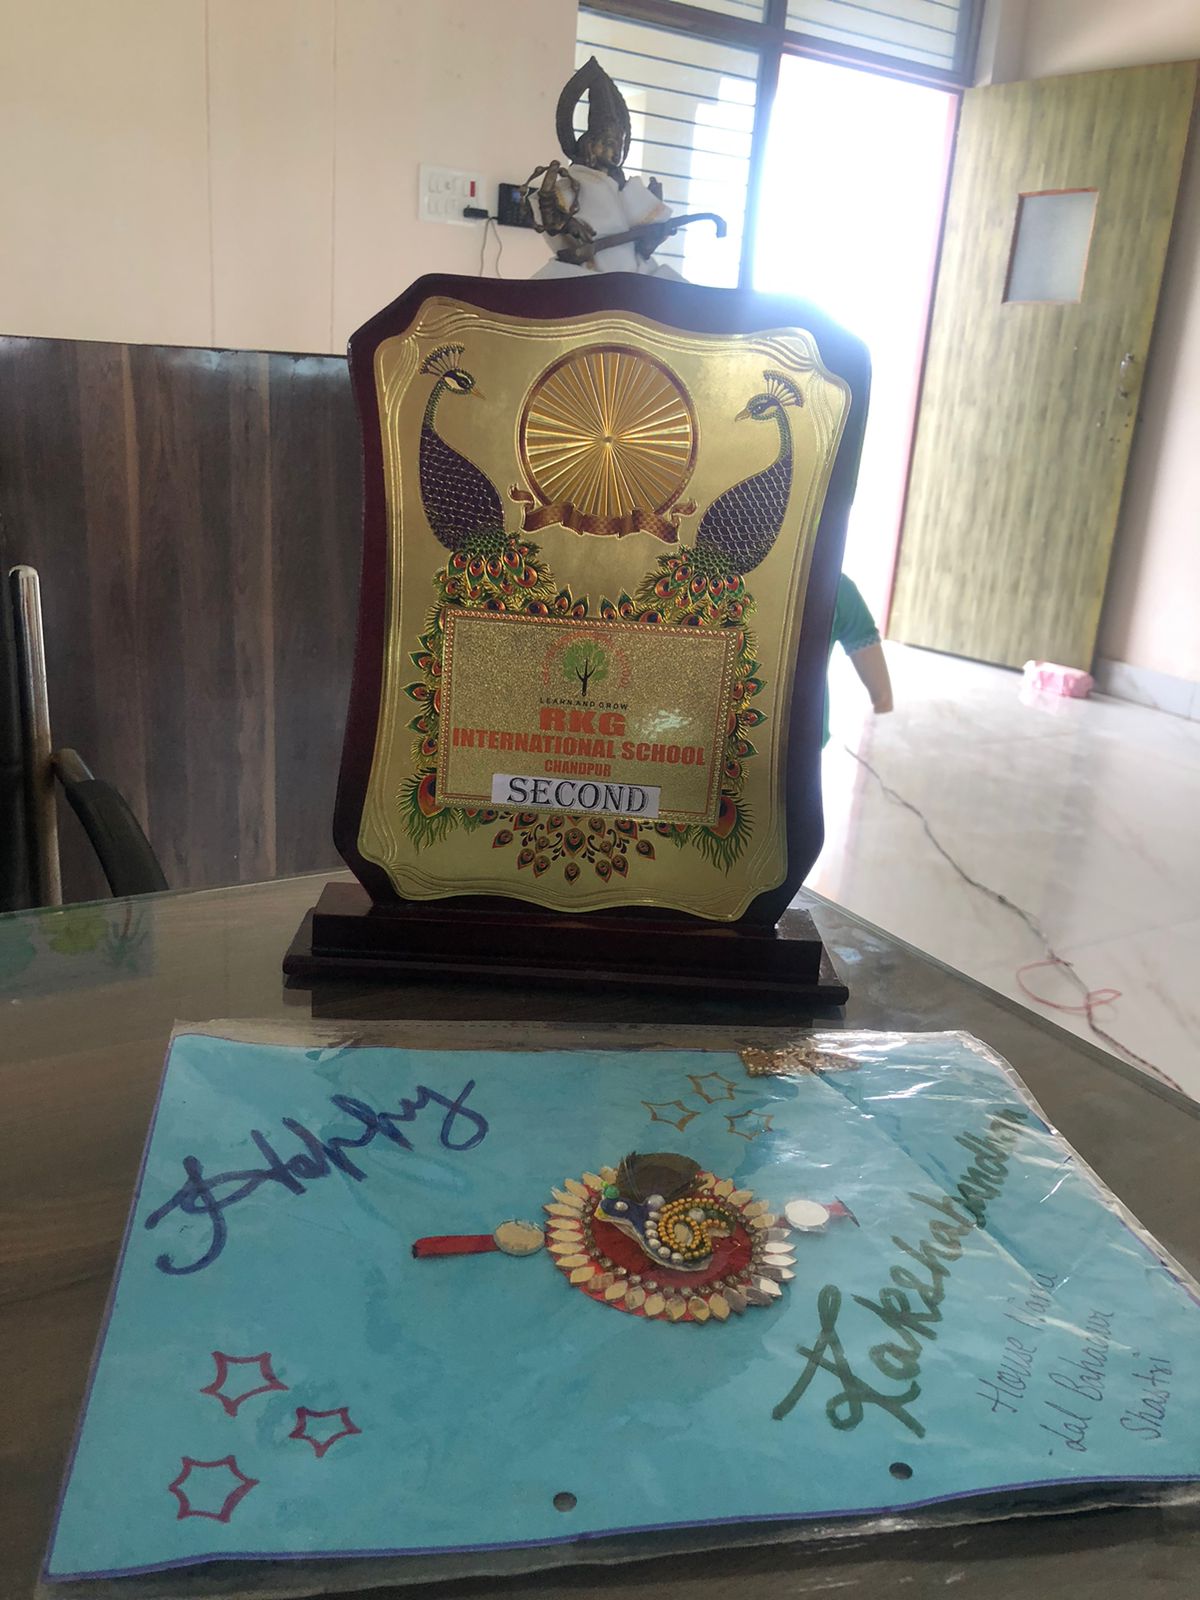 LEARN AND GROW
RKG
INTERNATIONAL SCHOOL
CHANDPUR
SECOND
Happy
Rakshabandhan
House Name
Lal Bahadur
Shastri